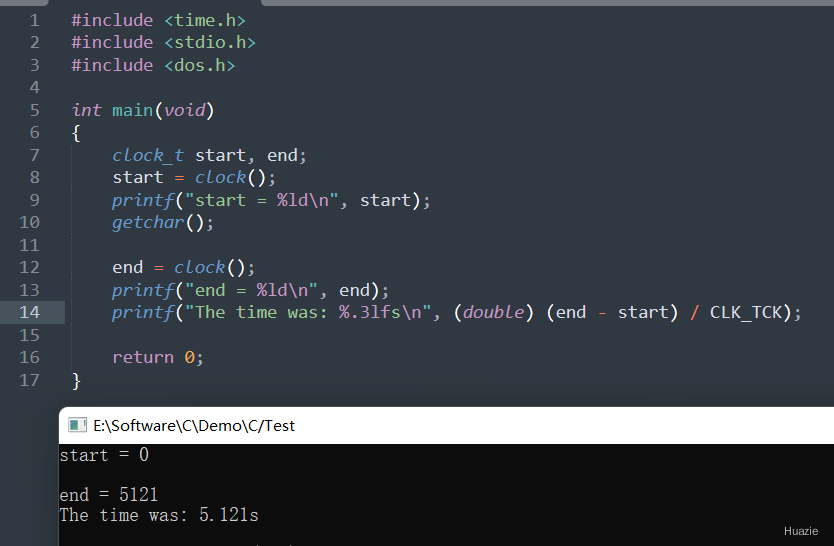 1 #include <time.h>
2 #include <stdio.h>
3 #include <dos.h>
4
5 int main(void)
6 {
7     clock_t start, end;
8     start = clock();
9     printf("start = %ld\n", start);
10     getchar();
11
12     end = clock();
13     printf("end = %ld\n", end);
14     printf("The time was: %.3lfs\n", (double) (end - start) / CLK_TCK);
15
16     return 0;
17 }
E:\Software\C\Demo\C/Test
start = 0
end = 5121
The time was: 5.121s
Huazie